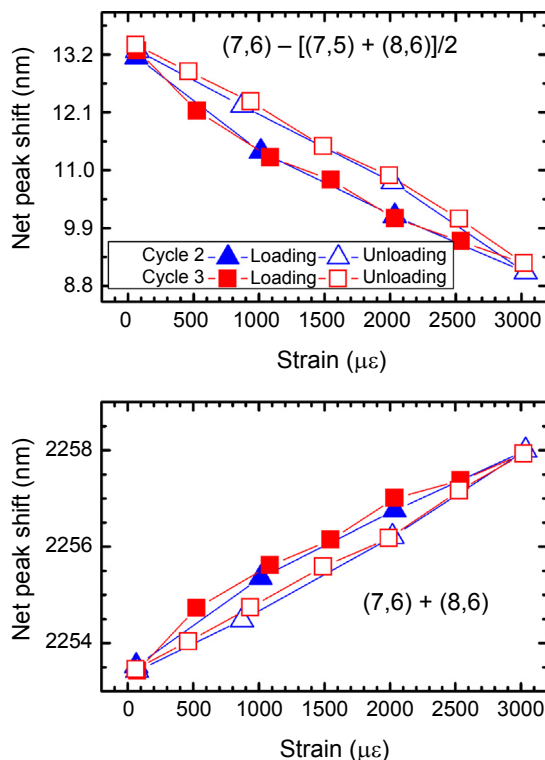 (7,6) – [(7,5) + (8,6)]/2
Net peak shift (nm)
13.2
12.1
11.0
9.9
8.8
Cycle 2 Loading Unloading
Cycle 3 Loading Unloading
0 500 1000 1500 2000 2500 3000
Strain (με)
Net peak shift (nm)
2258
2256
2254
(7,6) + (8,6)
0 500 1000 1500 2000 2500 3000
Strain (με)